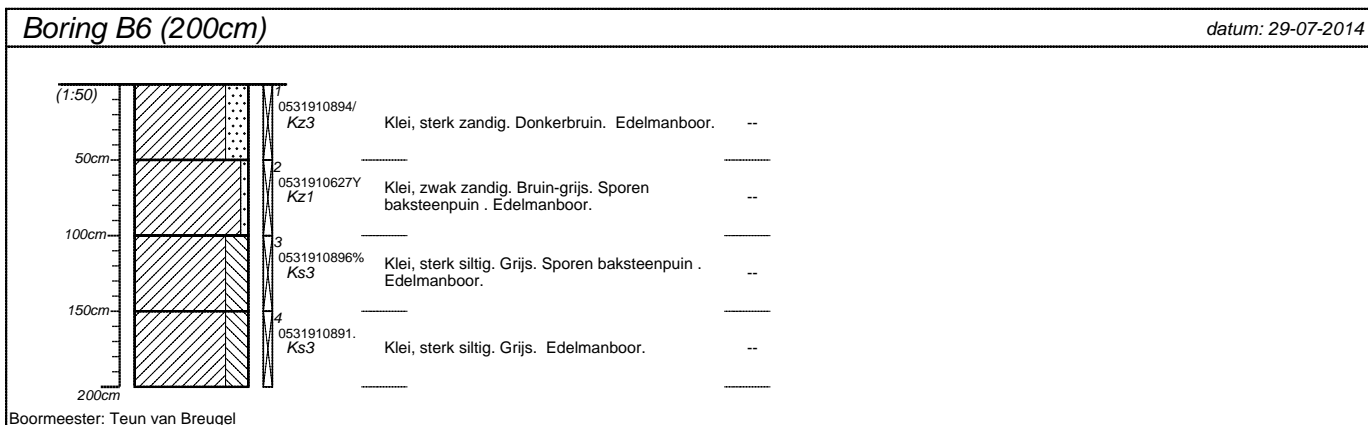 Boring B6 (200cm)
datum: 29-07-2014
(1:50)
1
0531910894/
Kz3
Klei, sterk zandig. Donkerbruin. Edelmanboor.
--
50cm
2
0531910627Y
Kz1
Klei, zwak zandig. Bruin-grijs. Sporen
baksteenpuin . Edelmanboor.
--
100cm
3
0531910896%
Ks3
Klei, sterk siltig. Grijs. Sporen baksteenpuin .
Edelmanboor.
--
150cm
4
0531910891.
Ks3
Klei, sterk siltig. Grijs. Edelmanboor.
--
200cm
Boormeester: Teun van Breugel